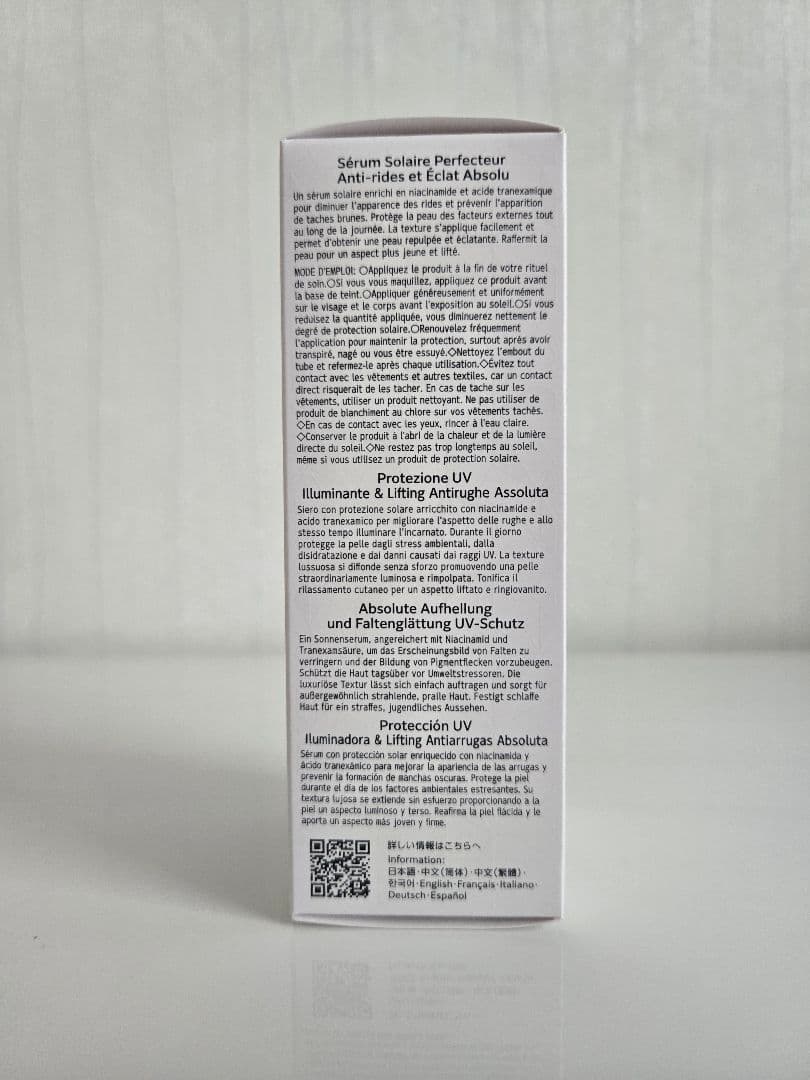 Sérum Solaire Perfecteur
Anti-rides et Éclat Absolu
Un sérum solaire enrichi en niacinamide et acide tranexamique
pour diminuer l'apparence des rides et prévenir l'apparition
de taches brunes. Protège la peau des facteurs externes tout
au long de la journée. La texture s'applique facilement et
permet d'obtenir une peau repulpée et éclatante. Raffermit la
peau pour un aspect plus jeune et lifté.
MODE D'EMPLOI: ○Appliquez le produit à la fin de votre rituel
de soin.○Si vous vous maquillez, appliquez ce produit avant
la base de teint.○Appliquer généreusement et uniformément
sur le visage et le corps avant l'exposition au soleil.○Si vous
réduisez la quantité appliquée, vous diminuerez nettement le
degré de protection solaire.○Renouvelez fréquemment
l'application pour maintenir la protection, surtout après avoir
transpiré, nagé ou vous être essuyé.◇Nettoyez l'embout du
tube et refermez-le après chaque utilisation.◇Évitez tout
contact avec les vêtements et autres textiles, car un contact
direct risquerait de les tacher. En cas de tache sur les
vêtements, utiliser un produit nettoyant. Ne pas utiliser de
produit de blanchiment au chlore sur vos vêtements tachés.
◇En cas de contact avec les yeux, rincer à l'eau claire.
◇Conserver le produit à l'abri de la chaleur et de la lumière
directe du soleil.◇Ne restez pas trop longtemps au soleil,
même si vous utilisez un produit de protection solaire.
Protezione UV
Illuminante & Lifting Antirughe Assoluta
Siero con protezione solare arricchito con niacinamide e
acido tranexamico per migliorare l'aspetto delle rughe e allo
stesso tempo illuminare l'incarnato. Durante il giorno
protegge la pelle dagli stress ambientali, dalla
disidratazione e dai danni causati dai raggi UV. La texture
lussuosa si diffonde senza sforzo promuovendo una pelle
straordinariamente luminosa e rimpolpata. Tonifica il
rilassamento cutaneo per un aspetto liftato e ringiovanito.
Absolute Aufhellung
und Faltenglättung UV-Schutz
Ein Sonnenserum, angereichert mit Niacinamid und
Tranexamsäure, um das Erscheinungsbild von Falten zu
verringern und der Bildung von Pigmentflecken vorzubeugen.
Schützt die Haut tagsüber vor Umweltstressoren. Die
luxuriöse Textur lässt sich einfach auftragen und sorgt für
außergewöhnlich strahlende, pralle Haut. Festigt schlaffe
Haut für ein straffes, jugendliches Aussehen.
Protección UV
Iluminadora & Lifting Antiarrugas Absoluta
Sérum con protección solar enriquecido con niacinamida y
ácido tranexámico para mejorar la apariencia de las arrugas y
prevenir la formación de manchas oscuras. Protege la piel
durante el día de los factores ambientales estresantes. Su
textura lujosa se extiende sin esfuerzo proporcionando a la
piel un aspecto luminoso y terso. Reafirma la piel flácida y le
aporta un aspecto más joven y firme.
詳しい情報はこちらへ
Information:
日本語·中文(简体)·中文(繁體)·
한국어·English·Français·Italiano·
Deutsch·Español